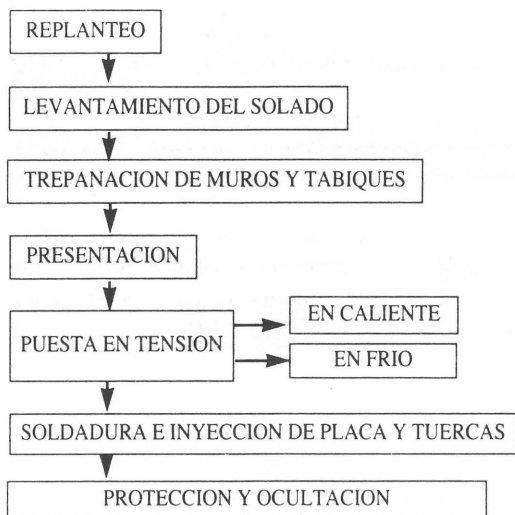 REPLANTEO
LEVANTAMIENTO DEL SOLADO
TREPANACION DE MUROS Y TABIQUES
PRESENTACION
PUESTA EN TENSION
EN CALIENTE
EN FRIO
SOLDADURA E INYECCION DE PLACA Y TUERCAS
PROTECCION Y OCULTACION